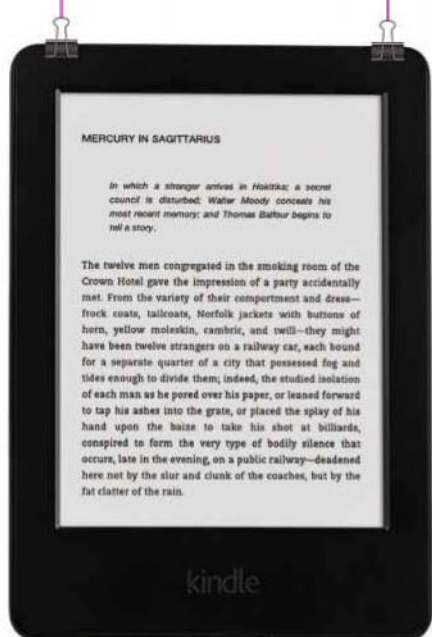 MERCURY IN SAGITTARIUS
In which a stranger arrives in Hokitika; a secret
council is disturbed; Walter Moody conceals his
most recent memory; and Thomas Balfour begins to
tell a story.
The twelve men congregated in the smoking room of the
Crown Hotel gave the impression of a party accidentally
met. From the variety of their comportment and dress—
frock coats, tailcoats, Norfolk jackets with buttons of
horn, yellow moleskin, cambric, and twill—they might
have been twelve strangers on a railway car, each bound
for a separate quarter of a city that possessed fog and
tides enough to divide them; indeed, the studied isolation
of each man as he pored over his paper, or leaned forward
to tap his ashes into the grate, or placed the splay of his
hand upon the baize to take his shot at billiards,
conspired to form the very type of bodily silence that
occurs, late in the evening, on a public railway—deadened
here not by the slur and clunk of the coaches, but by the
fat clatter of the rain.
kindle